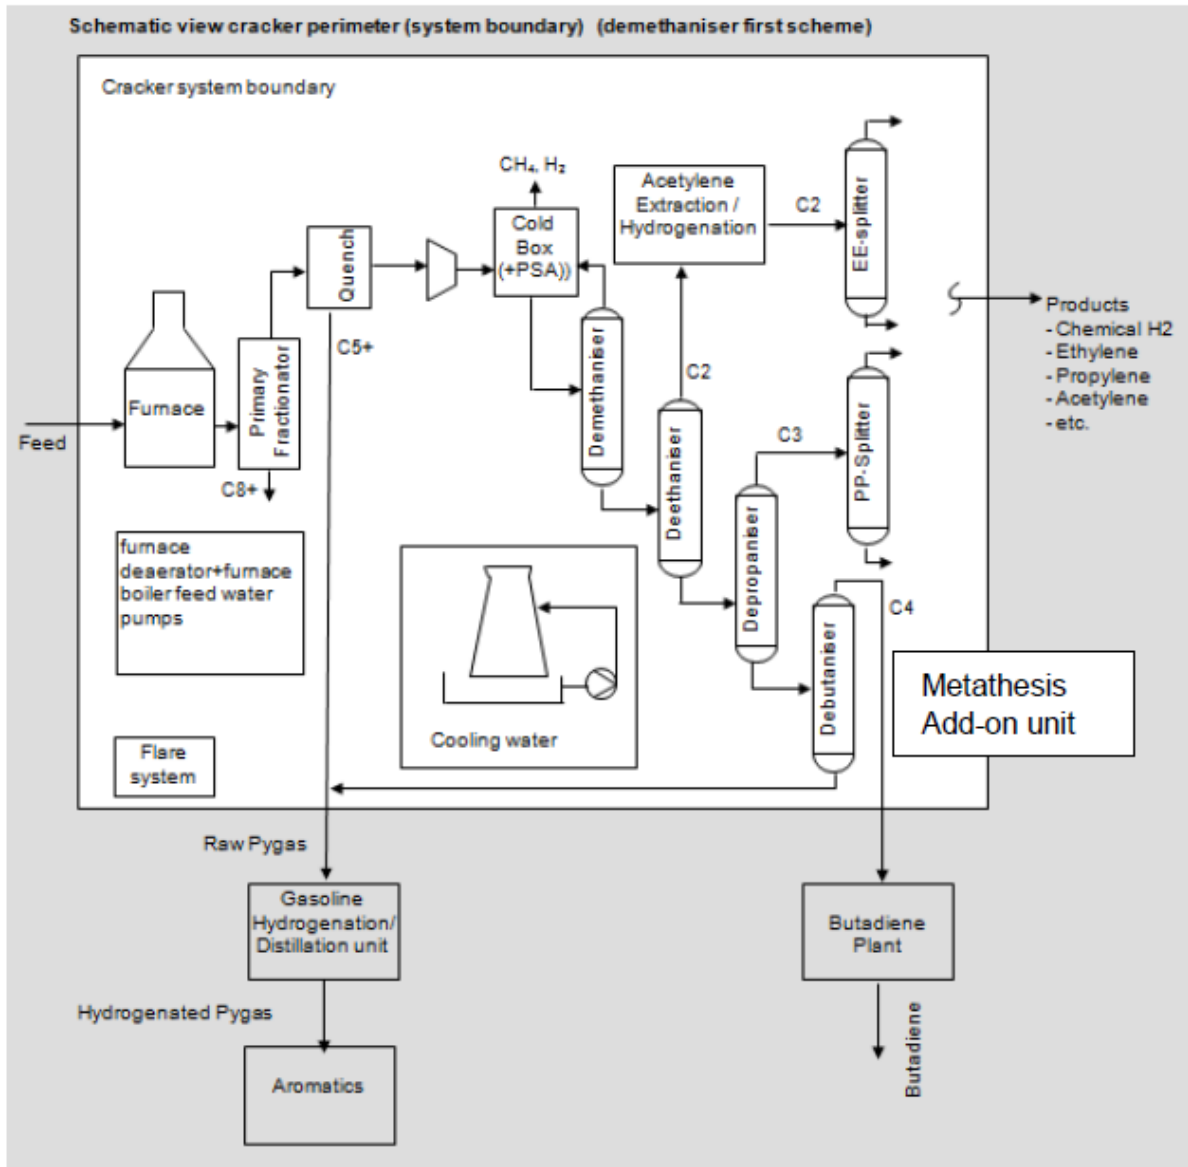 Schematic view cracker perimeter (system boundary)  (demethaniser first scheme)
Cracker system boundary
CH₄, H₂
Cold
Box
(+PSA))
Acetylene
Extraction /
Hydrogenation
C2
EE-splitter
Quench
C5+
Products
- Chemical H2
- Ethylene
- Propylene
- Acetylene
- etc.
Feed
Furnace
Primary
Fractionator
C8+
Demethaniser
C2
Deethaniser
C3
PP-Splitter
Depropaniser
furnace
deaerator+furnace
boiler feed water
pumps
Cooling water
C4
Debutaniser
Metathesis
Add-on unit
Flare
system
Raw Pygas
Gasoline
Hydrogenation/
Distillation unit
Butadiene
Plant
Hydrogenated Pygas
Butadiene
Aromatics